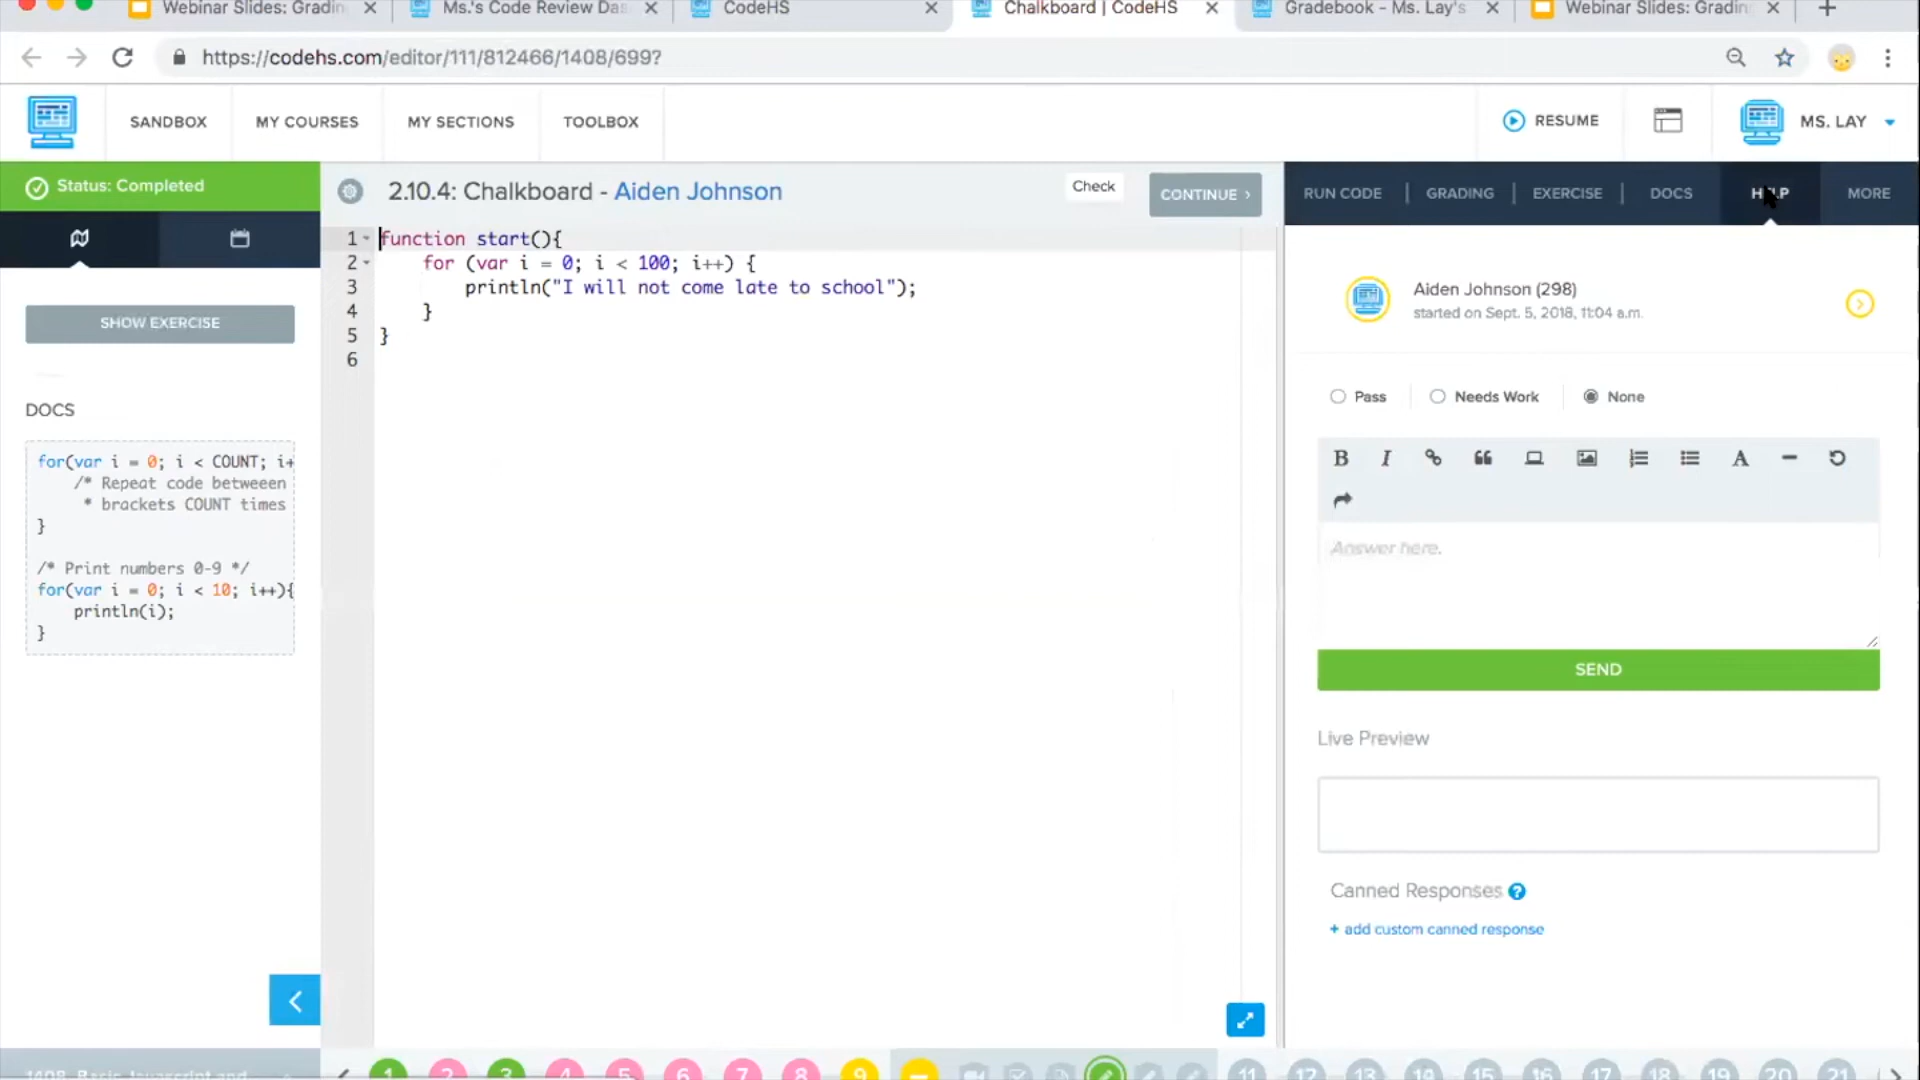 Webinar Slides: Gradin
Ms.'s Code Review Das
CodeHS
Chalkboard | CodeHS
Gradebook - Ms. Lay's
Webinar Slides: Gradin
https://codehs.com/editor/111/812466/1408/699?
SANDBOX
MY COURSES
MY SECTIONS
TOOLBOX
RESUME
MS. LAY
Status: Completed
2.10.4: Chalkboard - Aiden Johnson
Check
CONTINUE
RUN CODE
GRADING
EXERCISE
DOCS
HELP
MORE
SHOW EXERCISE
DOCS
for(var i = 0; i < COUNT; i+
/* Repeat code betweeen
* brackets COUNT times
}
/* Print numbers 0-9 */
for(var i = 0; i < 10; i++){
println(i);
}
1 function start(){
2 for (var i = 0; i < 100; i++) {
3 println("I will not come late to school");
4 }
5 }
6
Aiden Johnson (298)
started on Sept. 5, 2018, 11:04 a.m.
Pass
Needs Work
None
B I A
Answer here.
SEND
Live Preview
Canned Responses ?
+ add custom canned response
1408. Basic Javascript and
1 2 3 4 5 6 7 8 9 11 12 13 14 15 16 17 18 19 20 21